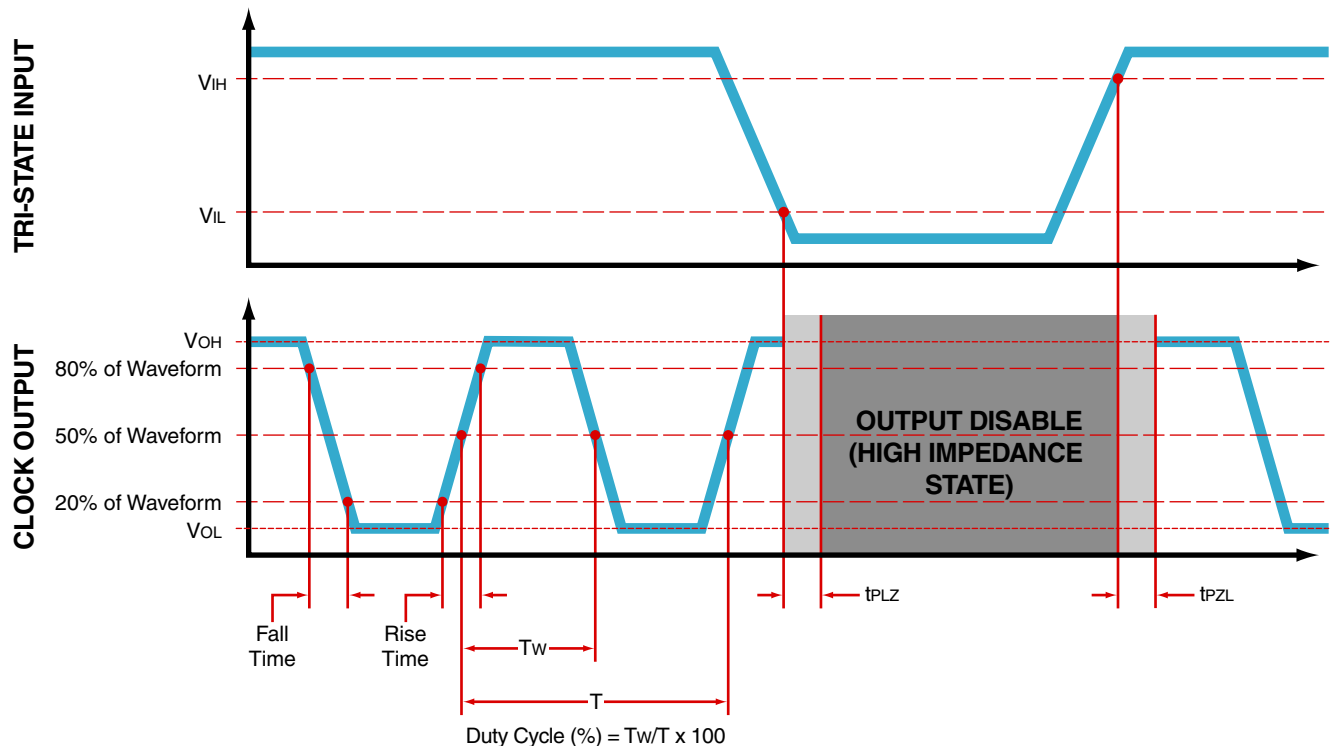 TRI-STATE INPUT
VIH
VIL
CLOCK OUTPUT
VOH
80% of Waveform
50% of Waveform
20% of Waveform
VOL
OUTPUT DISABLE
(HIGH IMPEDANCE
STATE)
tPLZ
tPZL
Fall
Time
Rise
Time
TW
T
Duty Cycle (%) = TW/T x 100